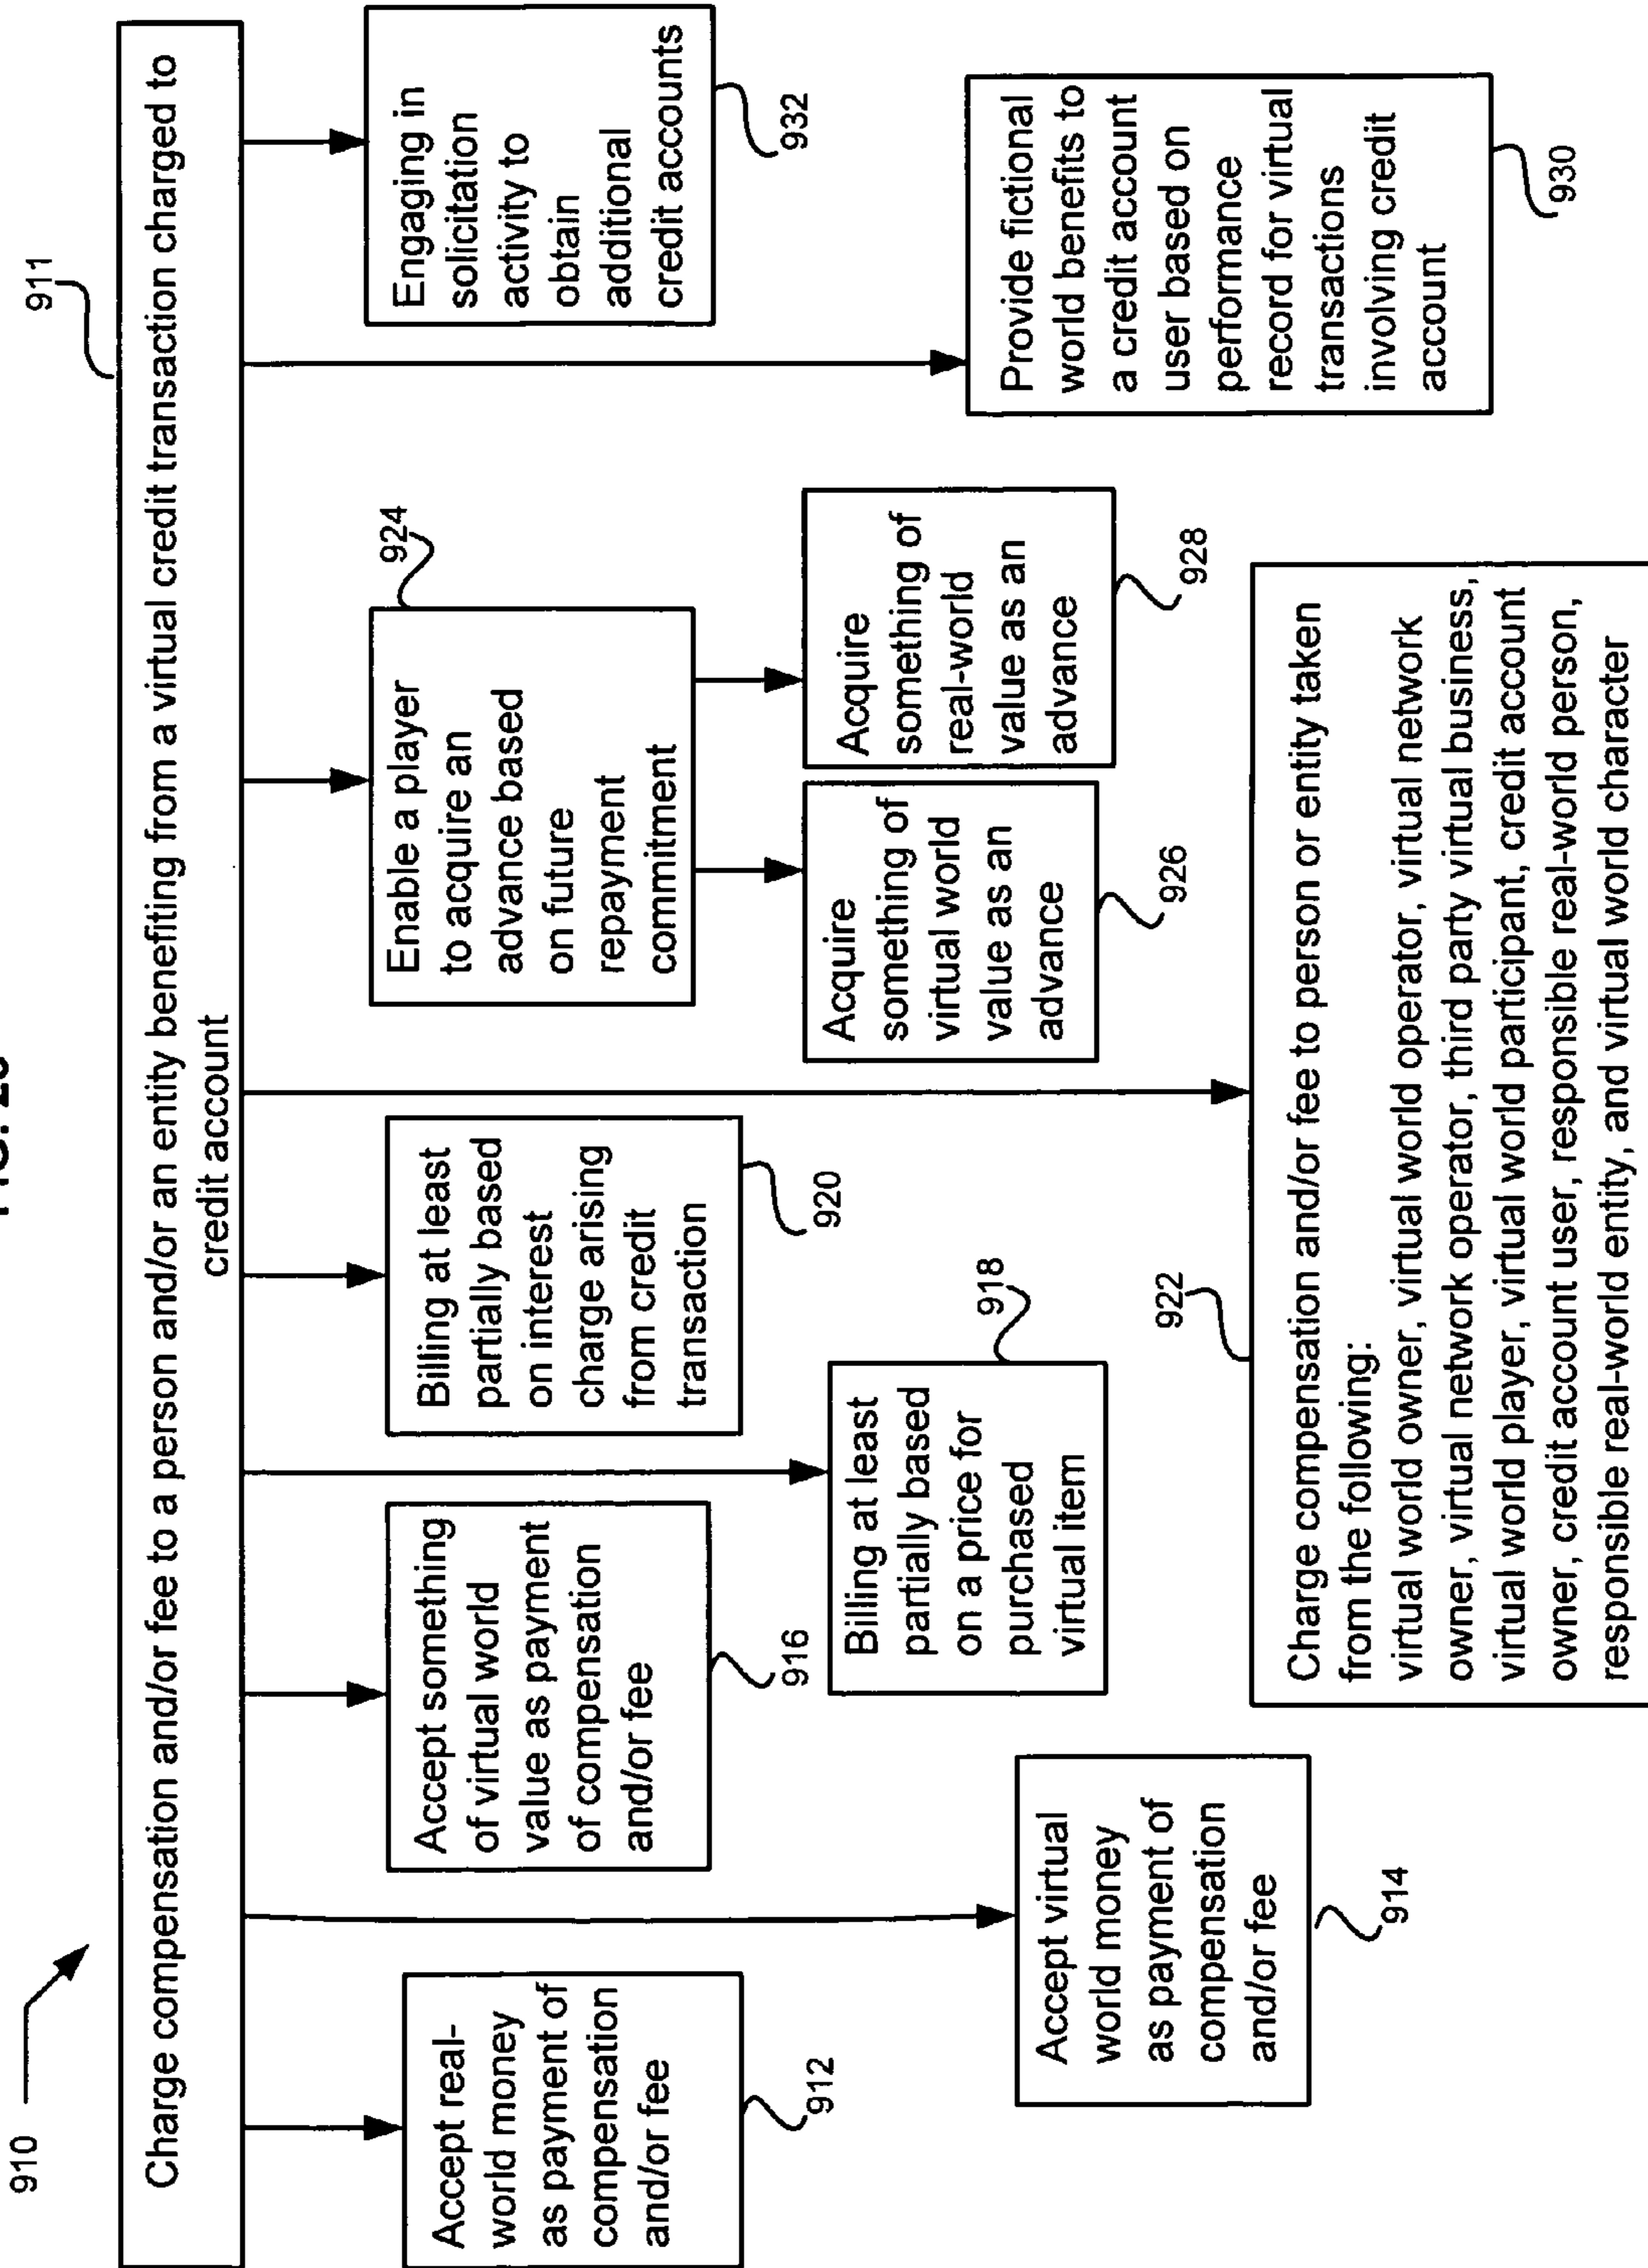 910
911
Charge compensation and/or fee to a person and/or an entity benefiting from a virtual credit transaction charged to
credit account
Accept real-
world money
as payment of
compensation
and/or fee
912
Accept virtual
world money
as payment of
compensation
and/or fee
914
Accept something
of virtual world
value as payment
of compensation
and/or fee
916
Billing at least
partially based
on a price for
purchased
virtual item
918
Billing at least
partially based
on interest
charge arising
from credit
transaction
920
922
Charge compensation and/or fee to person or entity taken
from the following:
virtual world owner, virtual world operator, virtual network
owner, virtual network operator, third party virtual business,
virtual world player, virtual world participant, credit account
owner, credit account user, responsible real-world person,
responsible real-world entity, and virtual world character
924
Enable a player
to acquire an
advance based
on future
repayment
commitment
Acquire
something of
virtual world
value as an
advance
926
Acquire
something of
real-world
value as an
advance
928
Provide fictional
world benefits to
a credit account
user based on
performance
record for virtual
transactions
involving credit
account
930
Engaging in
solicitation
activity to
obtain
additional
credit accounts
932